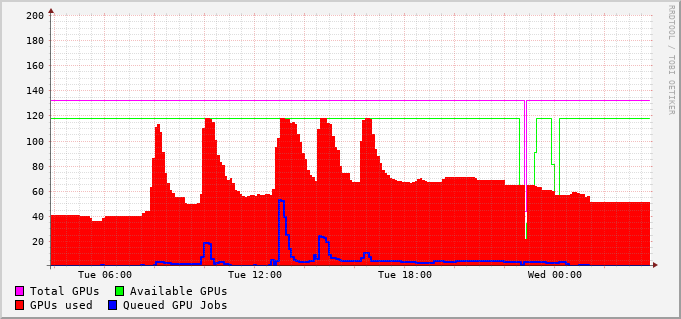 200
180
160
140
120
100
80
60
40
20
Tue 06:00 Tue 12:00 Tue 18:00 Wed 00:00
Total GPUs Available GPUs
GPUs used Queued GPU Jobs
RRDTOOL / TOBI OETIKER